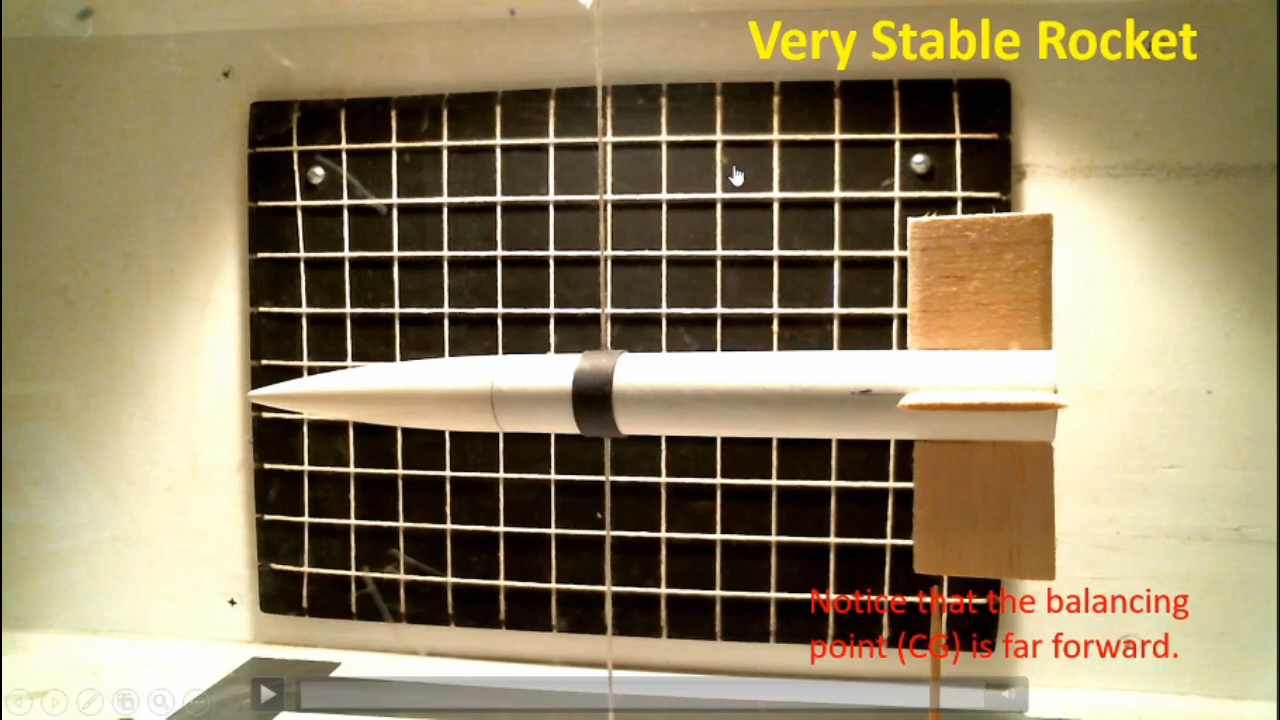 Very Stable Rocket
Notice that the balancing
point (CG) is far forward.